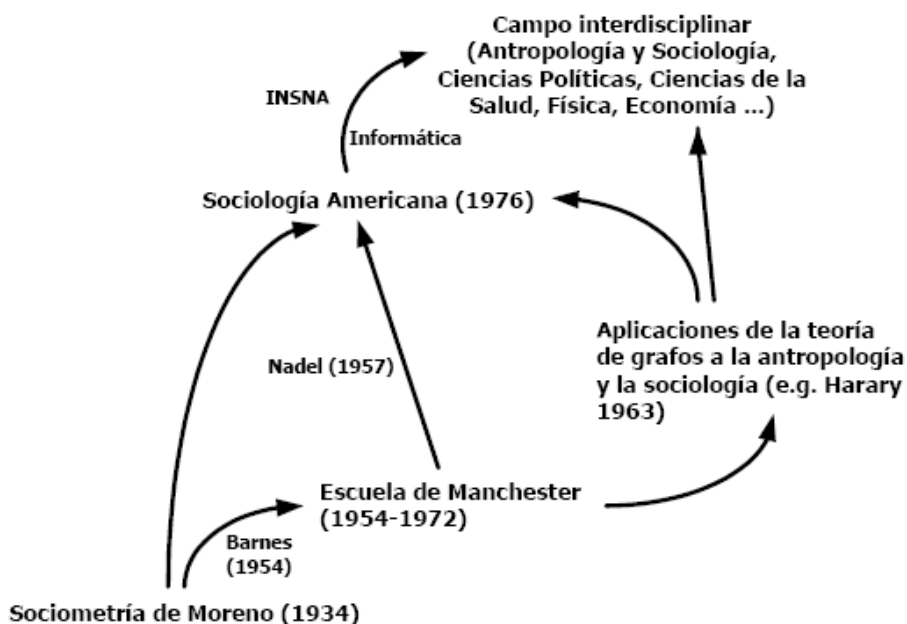 Campo interdisciplinar
(Antropología y Sociología,
Ciencias Políticas, Ciencias de la
Salud, Física, Economía ...)
INSNA
Informática
Sociología Americana (1976)
Aplicaciones de la teoría
de grafos a la antropología
y la sociología (e.g. Harary
1963)
Nadel (1957)
Escuela de Manchester
(1954-1972)
Barnes
(1954)
Sociometría de Moreno (1934)